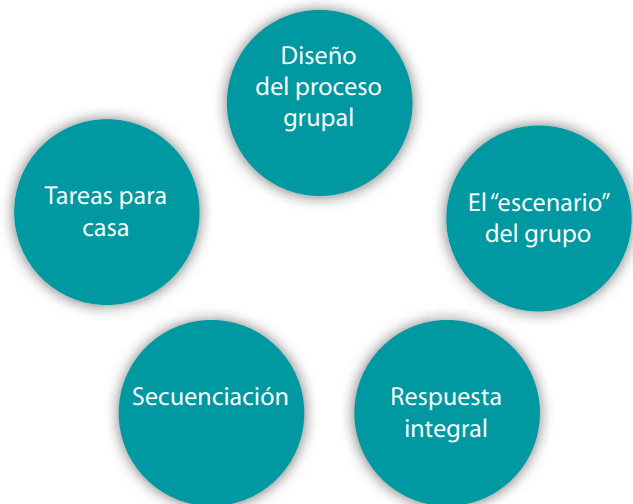 Diseño
del proceso
grupal
Tareas para
casa
El “escenario”
del grupo
Secuenciación
Respuesta
integral